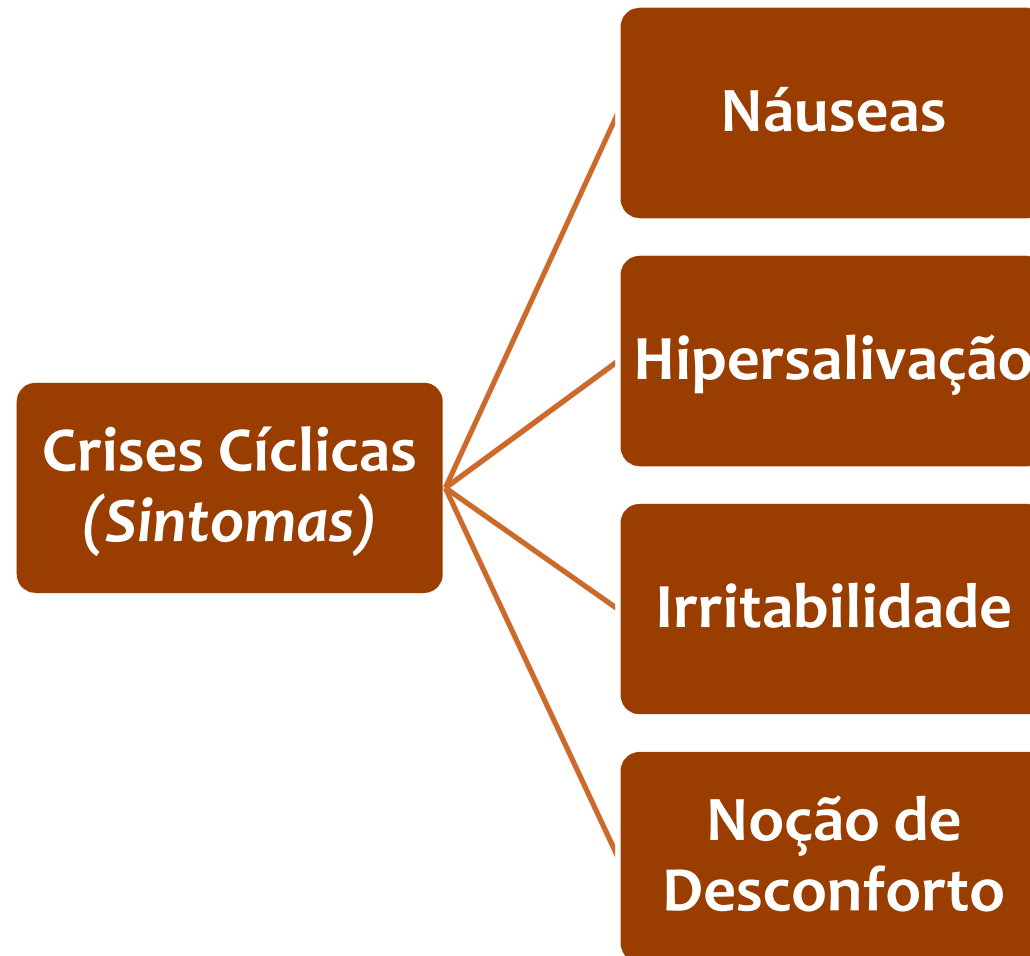 Náuseas
Hipersalivação
Crises Cíclicas
(Sintomas)
Irritabilidade
Noção de
Desconforto